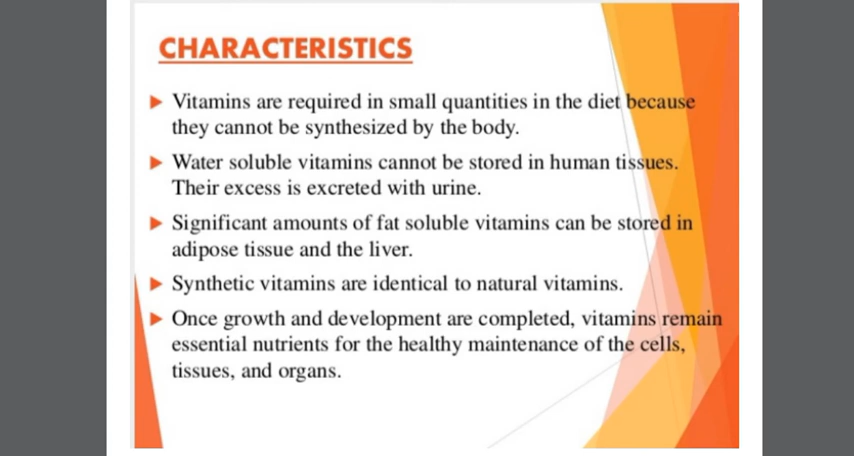 CHARACTERISTICS
Vitamins are required in small quantities in the diet because
they cannot be synthesized by the body.
Water soluble vitamins cannot be stored in human tissues.
Their excess is excreted with urine.
Significant amounts of fat soluble vitamins can be stored in
adipose tissue and the liver.
Synthetic vitamins are identical to natural vitamins.
Once growth and development are completed, vitamins remain
essential nutrients for the healthy maintenance of the cells,
tissues, and organs.